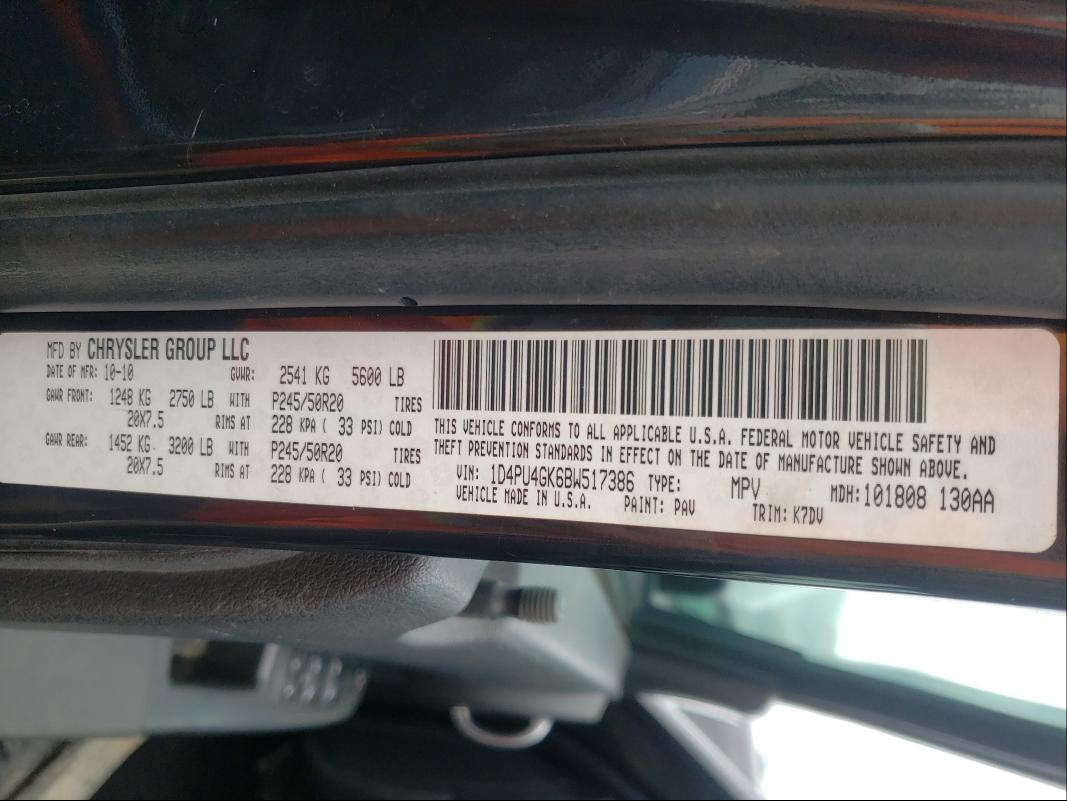 MFD BY CHRYSLER GROUP LLC
DATE OF MFR: 10-10 GVWR: 2541 KG 5600 LB
GAWR FRONT: 1248 KG 2750 LB WITH P245/50R20 TIRES
20X7.5 RIMS AT 228 KPA ( 33 PSI) COLD
GAWR REAR: 1452 KG 3200 LB WITH P245/50R20 TIRES
20X7.5 RIMS AT 228 KPA ( 33 PSI) COLD
THIS VEHICLE CONFORMS TO ALL APPLICABLE U.S.A. FEDERAL MOTOR VEHICLE SAFETY AND
THEFT PREVENTION STANDARDS IN EFFECT ON THE DATE OF MANUFACTURE SHOWN ABOVE.
VIN: 1D4PU4GK6BW517386 TYPE: MPV MDH:101808 130AA
VEHICLE MADE IN U.S.A. PAINT: PAV TRIM: K7DV